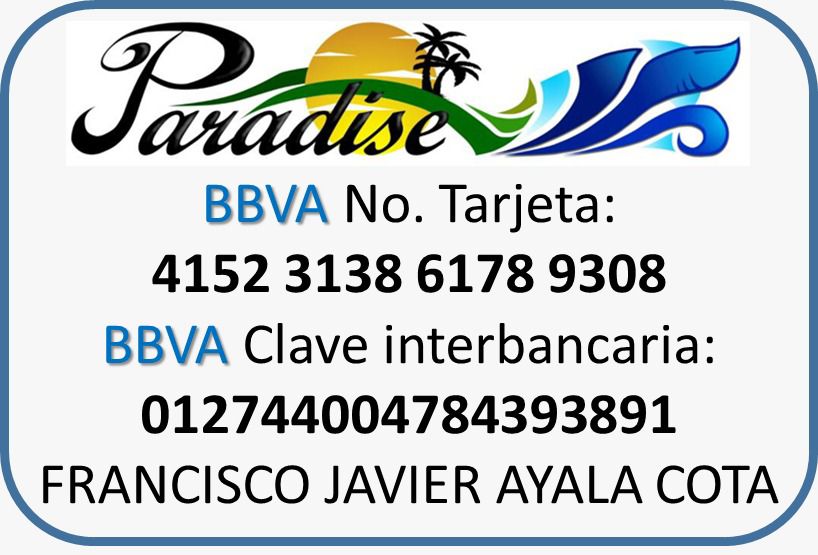 Paradise
BBVA No. Tarjeta:
4152 3138 6178 9308
BBVA Clave interbancaria:
012744004784393891
FRANCISCO JAVIER AYALA COTA